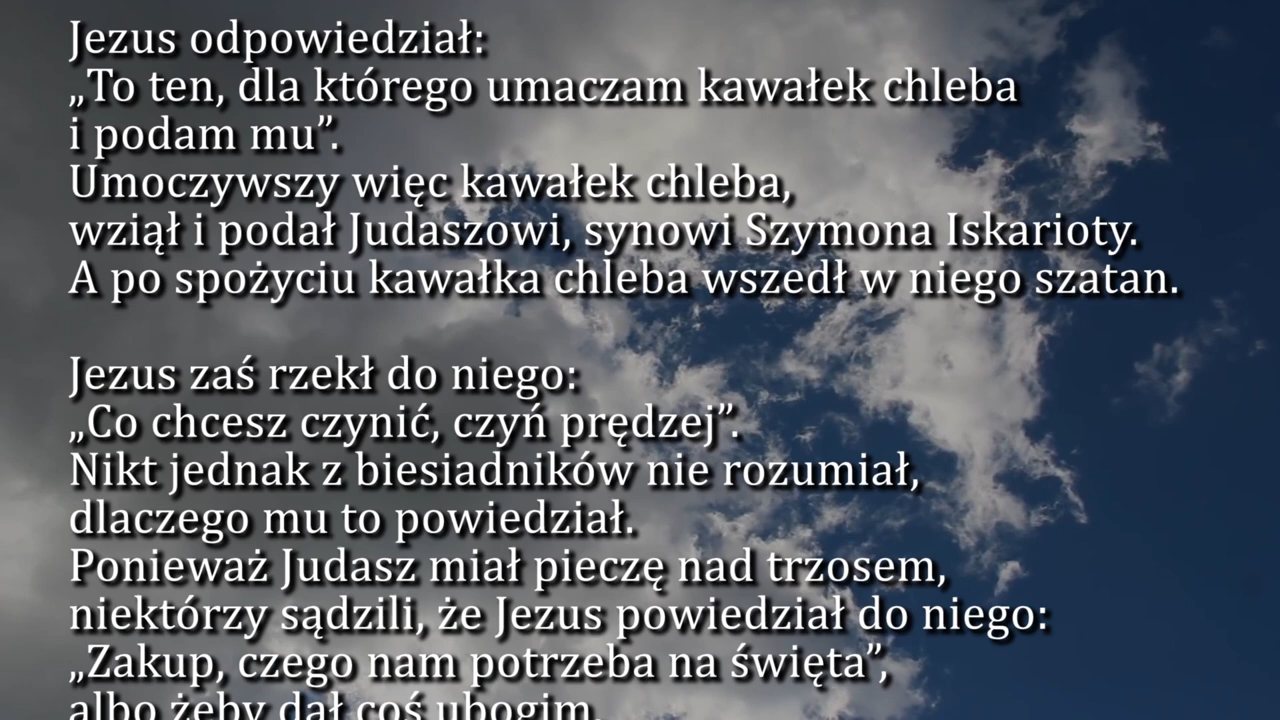 Jezus odpowiedział:
„To ten, dla którego umaczam kawałek chleba
i podam mu”.
Umoczywszy więc kawałek chleba,
wziął i podał Judaszowi, synowi Szymona Iskarioty.
A po spożyciu kawałka chleba wszedł w niego szatan.
Jezus zaś rzekł do niego:
„Co chcesz czynić, czyń prędzej”.
Nikt jednak z biesiadników nie rozumiał,
dlaczego mu to powiedział.
Ponieważ Judasz miał pieczę nad trzosem,
niektórzy sądzili, że Jezus powiedział do niego:
„Zakup, czego nam potrzeba na święta”,
albo żeby dał coś ubogim.